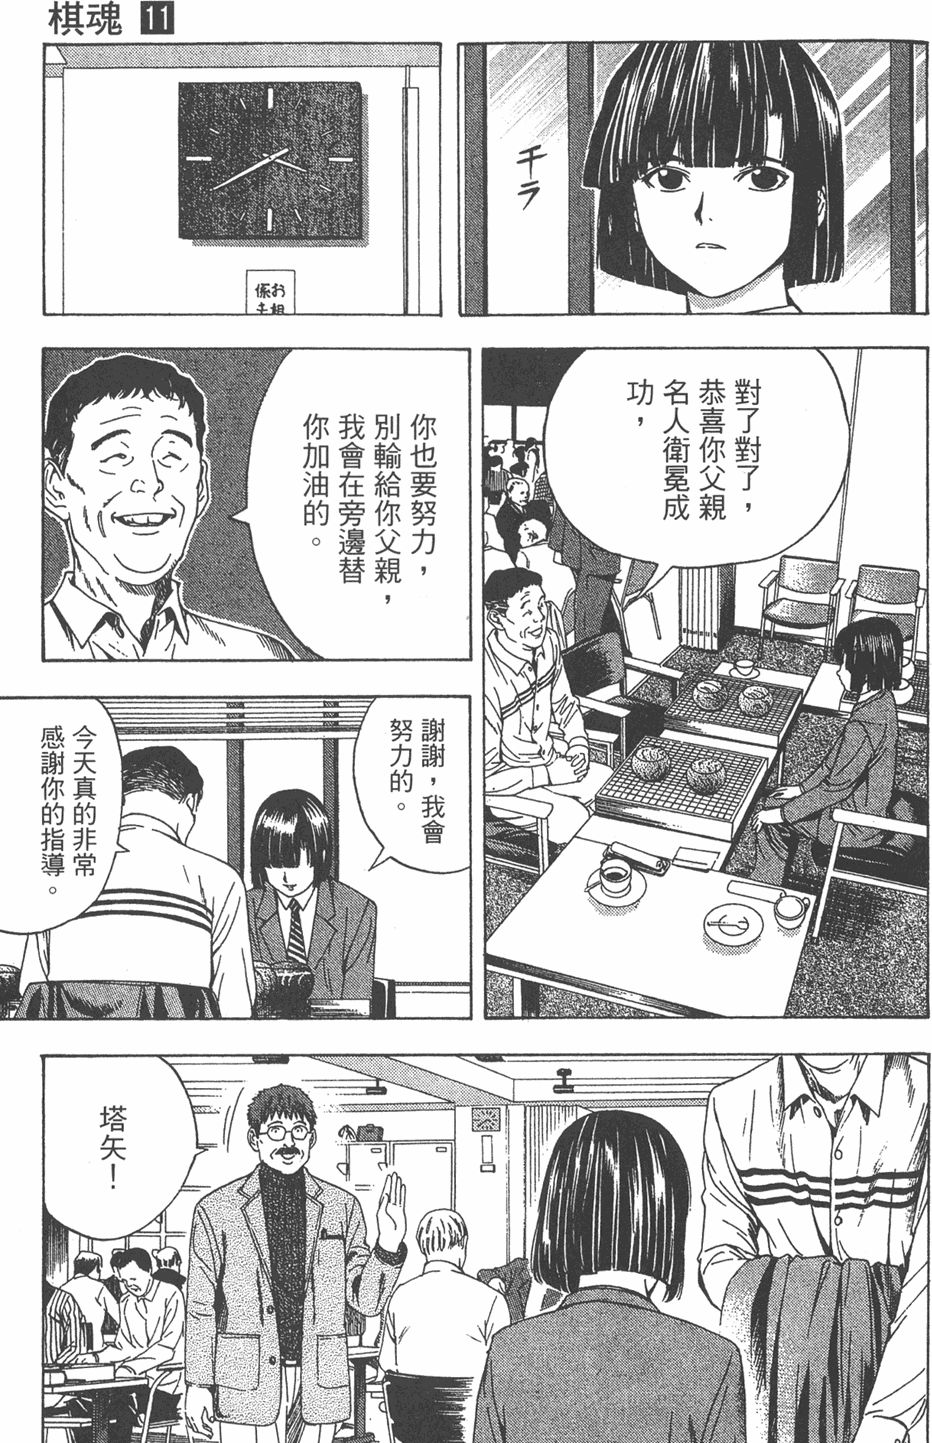 棋魂 11
チラ
お相
係
對了對了，
恭喜你父親
名人衛冕成
功，
你也要努力，
別輸給你父親，
我會在旁邊替
你加油的。
謝謝，我會
努力的。
今天真的非常
感謝你的指導。
塔矢！